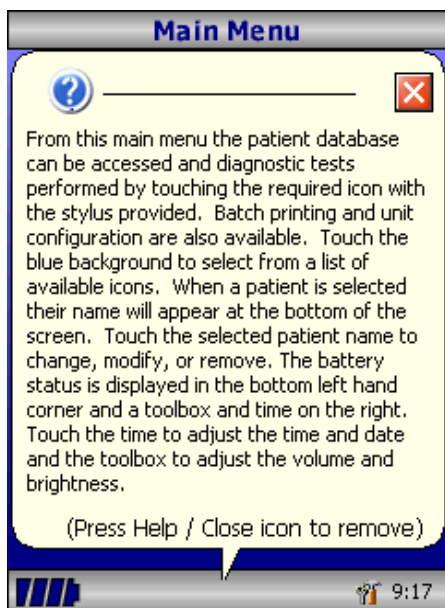 Main Menu
From this main menu the patient database
can be accessed and diagnostic tests
performed by touching the required icon with
the stylus provided.  Batch printing and unit
configuration are also available.  Touch the
blue background to select from a list of
available icons.  When a patient is selected
their name will appear at the bottom of the
screen.  Touch the selected patient name to
change, modify, or remove. The battery
status is displayed in the bottom left hand
corner and a toolbox and time on the right.
Touch the time to adjust the time and date
and the toolbox to adjust the volume and
brightness.
(Press Help / Close icon to remove)
9:17